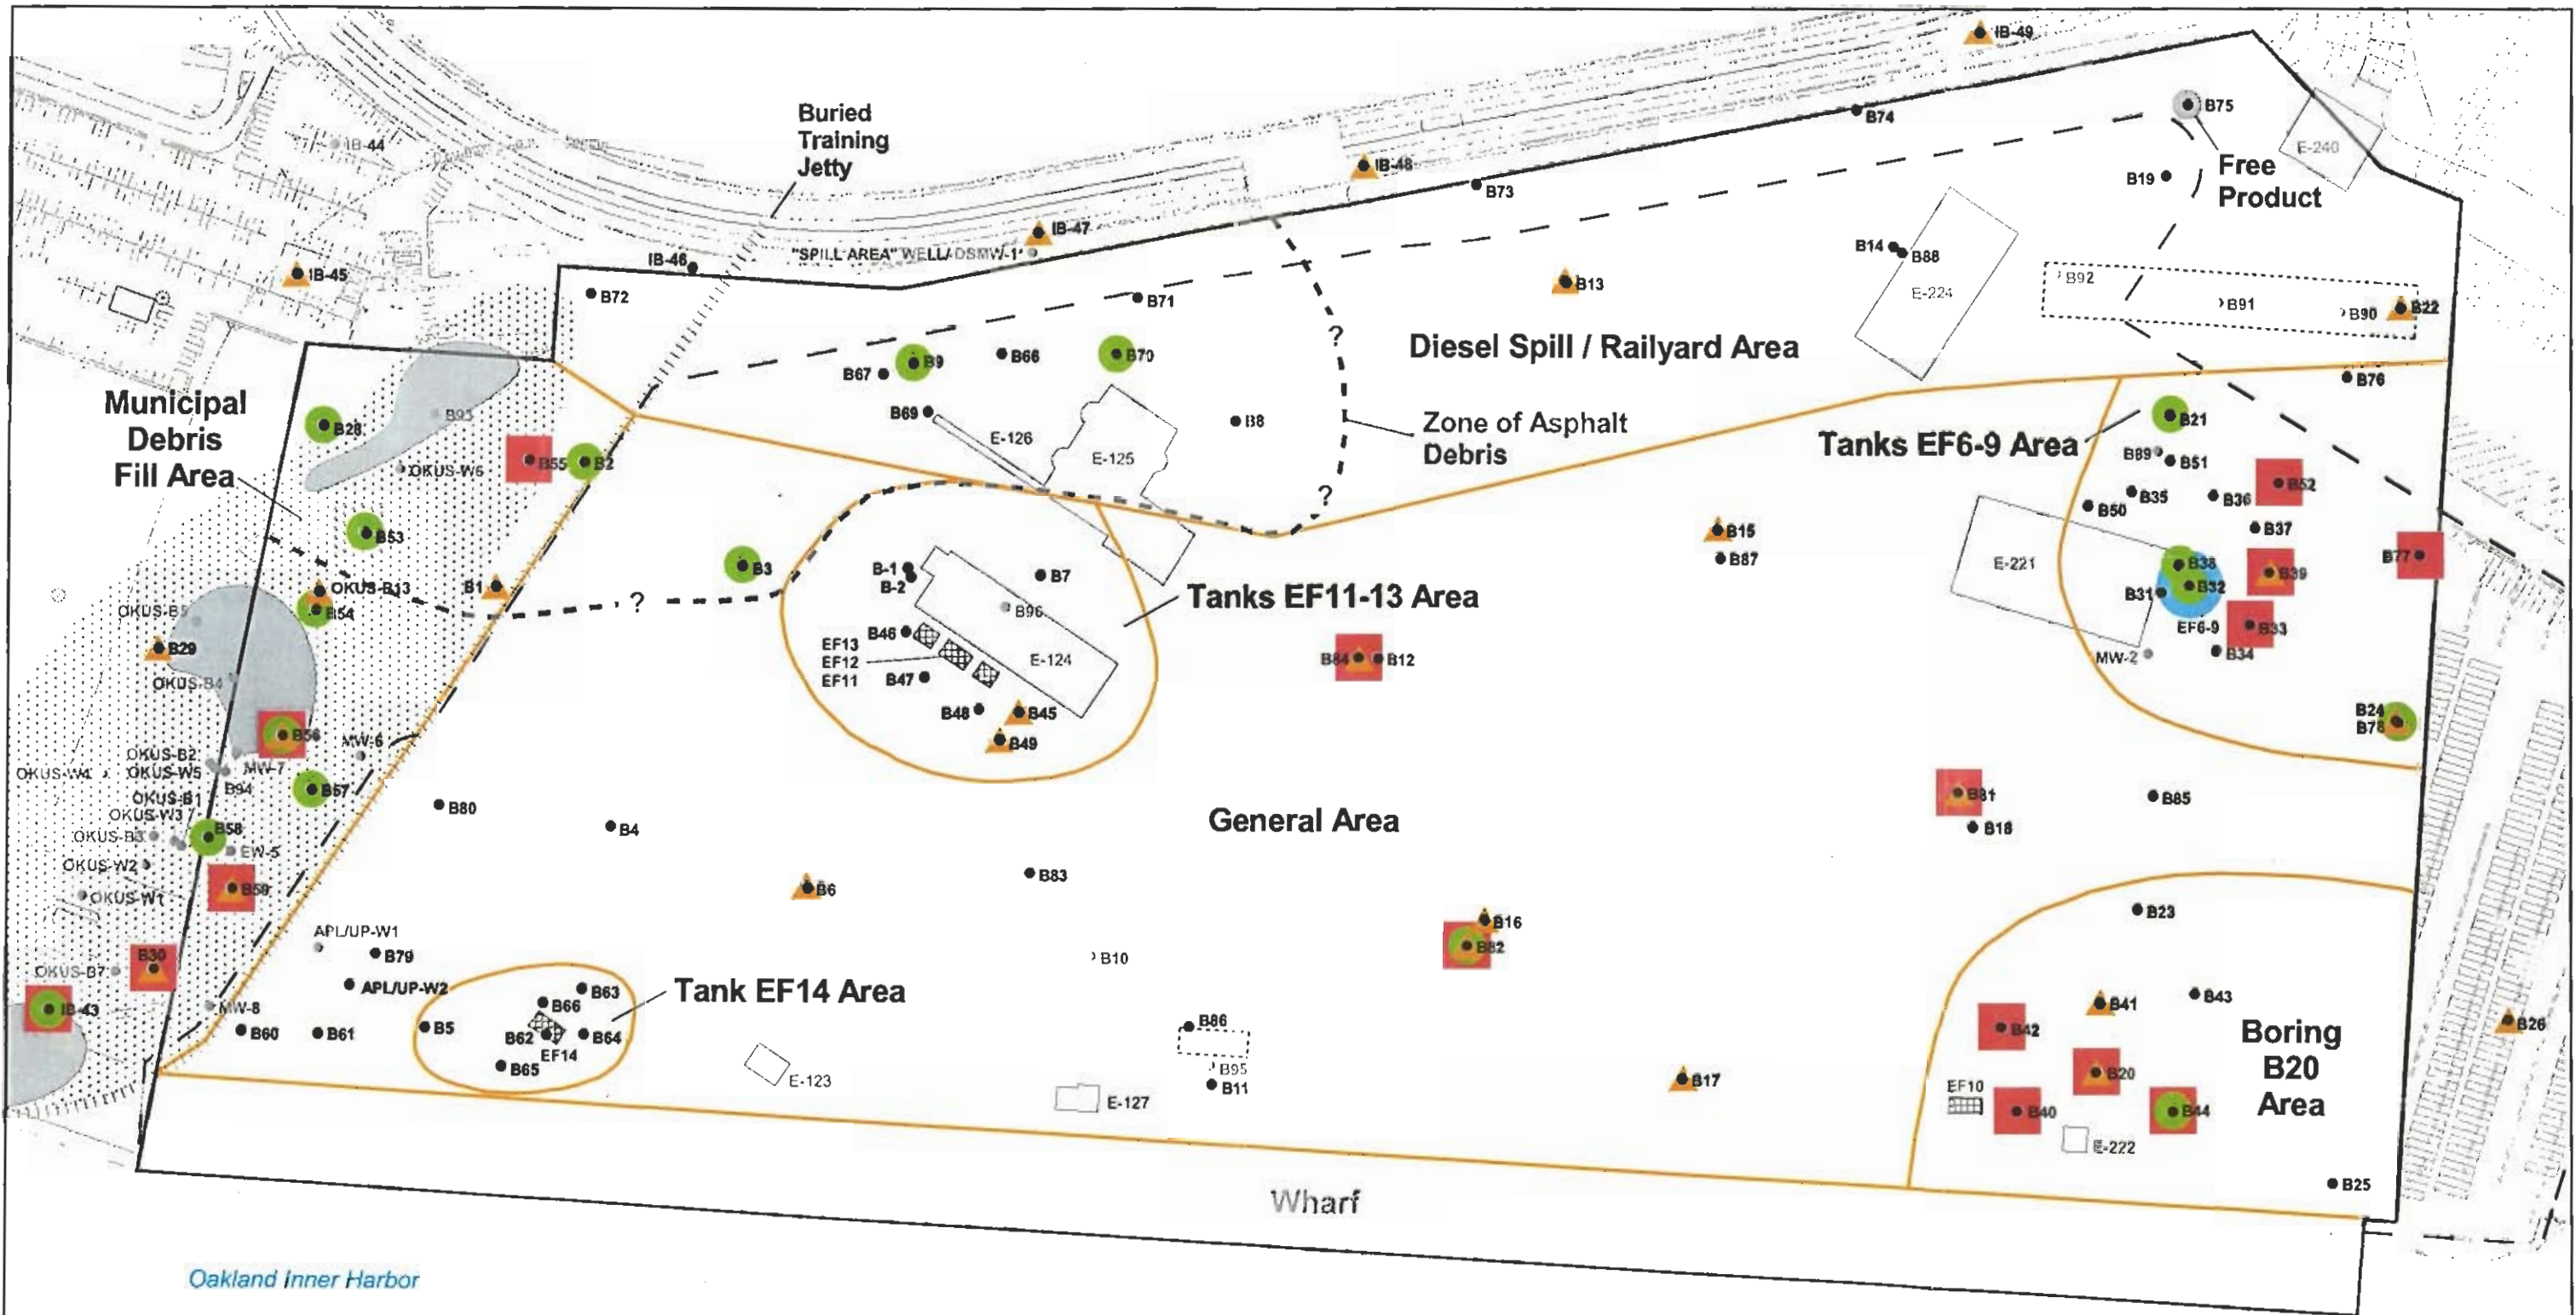 IB-49
Buried
Training
Jetty
IB-44
B75
B74
E-240
IB-48
B73
B19
Free
Product
IB-47
"SPILL AREA" WELL/DSMW-1
IB-46
IB-45
B14
B88
B13
E-224
B92
B91
B90
B22
B72
B71
?
Diesel Spill / Railyard Area
B67
B9
B66
B70
B76
Municipal
Debris
Fill Area
B93
B28
B69
E-126
E-125
B8
Zone of Asphalt
Debris
Tanks EF6-9 Area
B21
B89
B51
B55
B2
OKUS-W6
B52
B35
B36
B50
?
B37
B53
B15
B87
B77
B3
B-1
B-2
B7
E-221
B38
B39
B32
B31
OKUS-B13
B1
?
Tanks EF11-13 Area
B96
OKUS-B5
B54
EF6-9
B33
B29
B46
EF13
EF12
EF11
E-124
B84
B12
MW-2
B34
OKUS-B4
B47
B48
B45
B49
B24
B78
B56
MW-6
OKUS-B2
OKUS-W5
OKUS-W4
MW-7
B94
B57
OKUS-B1
OKUS-W3
OKUS-B3
B58
EW-5
OKUS-W2
B59
OKUS-W1
B80
B4
General Area
B81
B85
B18
B83
B6
B23
B16
B82
APL/UP-W1
B79
APL/UP-W2
B10
B30
OKUS-B7
IB-43
MW-8
B60
B61
B5
B63
B66
B62
B64
EF14
B65
Tank EF14 Area
B86
B95
B11
E-123
E-127
B17
B41
B43
B42
Boring
B20
Area
B26
B20
EF10
B40
B44
E-222
B25
Wharf
Oakland Inner Harbor